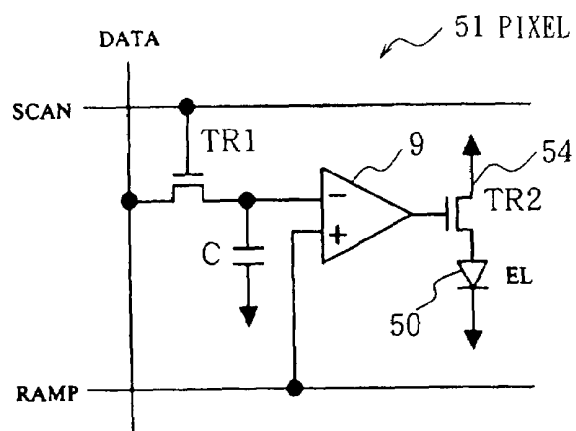 51 PIXEL
DATA
SCAN
TR1
9
54
TR2
−
+
C
EL
50
RAMP